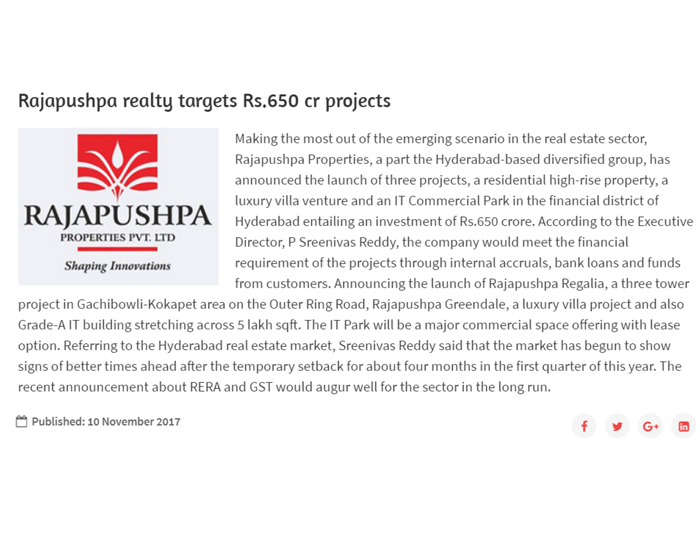 Rajapushpa realty targets Rs.650 cr projects
RAJAPUSHPA
PROPERTIES PVT. LTD
Shaping Innovations
Making the most out of the emerging scenario in the real estate sector,
Rajapushpa Properties, a part the Hyderabad-based diversified group, has
announced the launch of three projects, a residential high-rise property, a
luxury villa venture and an IT Commercial Park in the financial district of
Hyderabad entailing an investment of Rs.650 crore. According to the Executive
Director, P Sreenivas Reddy, the company would meet the financial
requirement of the projects through internal accruals, bank loans and funds
from customers. Announcing the launch of Rajapushpa Regalia, a three tower
project in Gachibowli-Kokapet area on the Outer Ring Road, Rajapushpa Greendale, a luxury villa project and also
Grade-A IT building stretching across 5 lakh sqft. The IT Park will be a major commercial space offering with lease
option. Referring to the Hyderabad real estate market, Sreenivas Reddy said that the market has begun to show
signs of better times ahead after the temporary setback for about four months in the first quarter of this year. The
recent announcement about RERA and GST would augur well for the sector in the long run.
Published: 10 November 2017